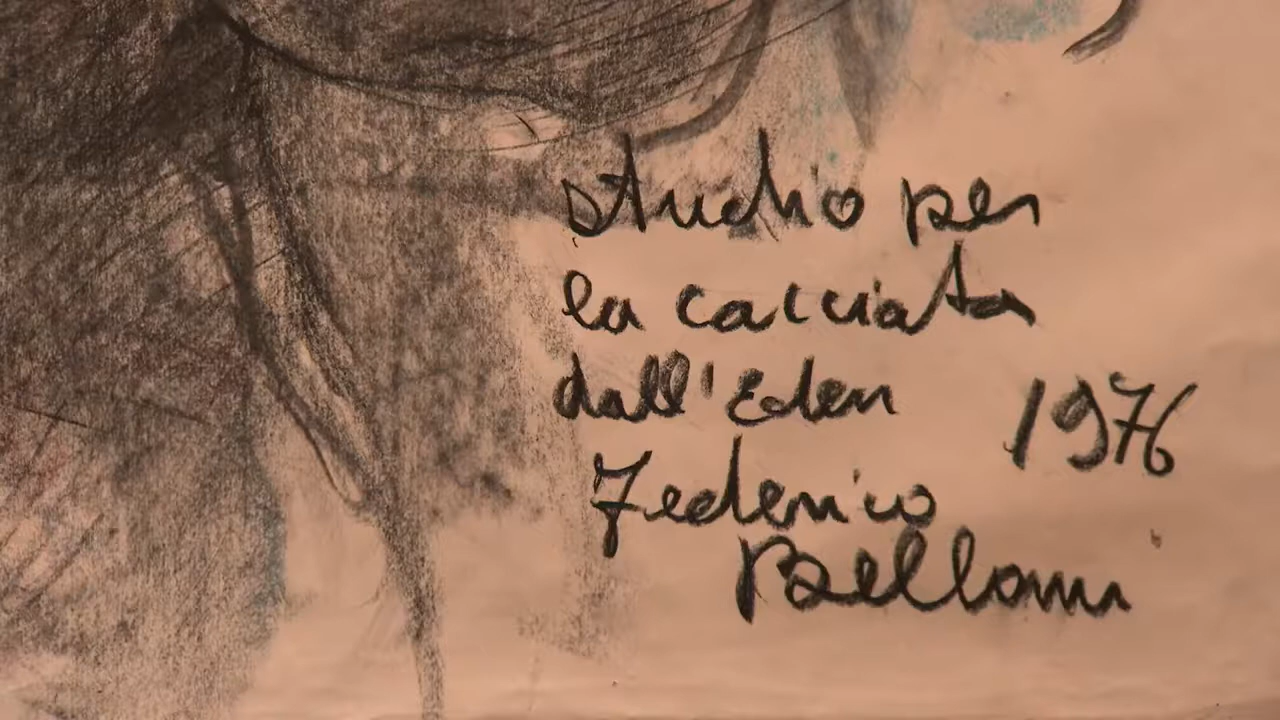 studio per
la cacciata
dall'Eden 1976
Federico
Bellomi